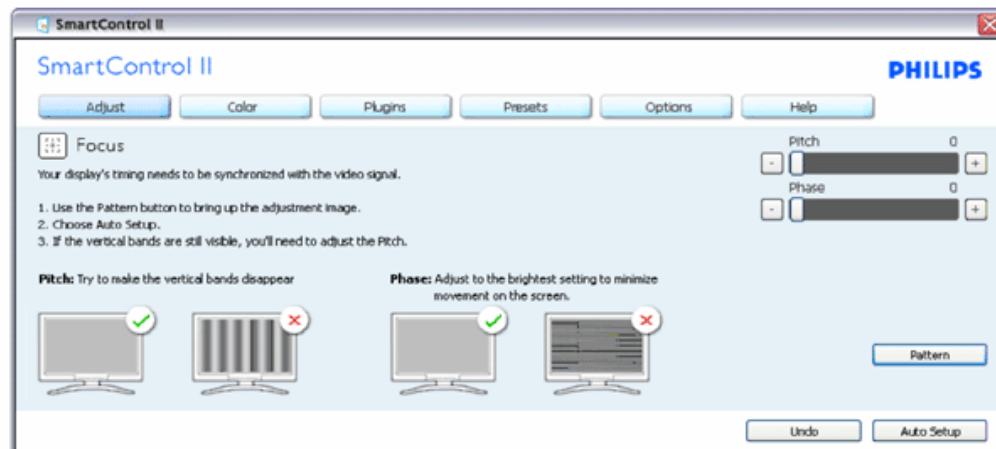 SmartControl II
SmartControl II
PHILIPS
Adjust Color Plugins Presets Options Help
Focus
Your display's timing needs to be synchronized with the video signal.
1. Use the Pattern button to bring up the adjustment image.
2. Choose Auto Setup.
3. If the vertical bands are still visible, you'll need to adjust the Pitch.
Pitch 0
- +
Phase 0
- +
Pitch: Try to make the vertical bands disappear
Phase: Adjust to the brightest setting to minimize
movement on the screen.
Pattern
Undo Auto Setup